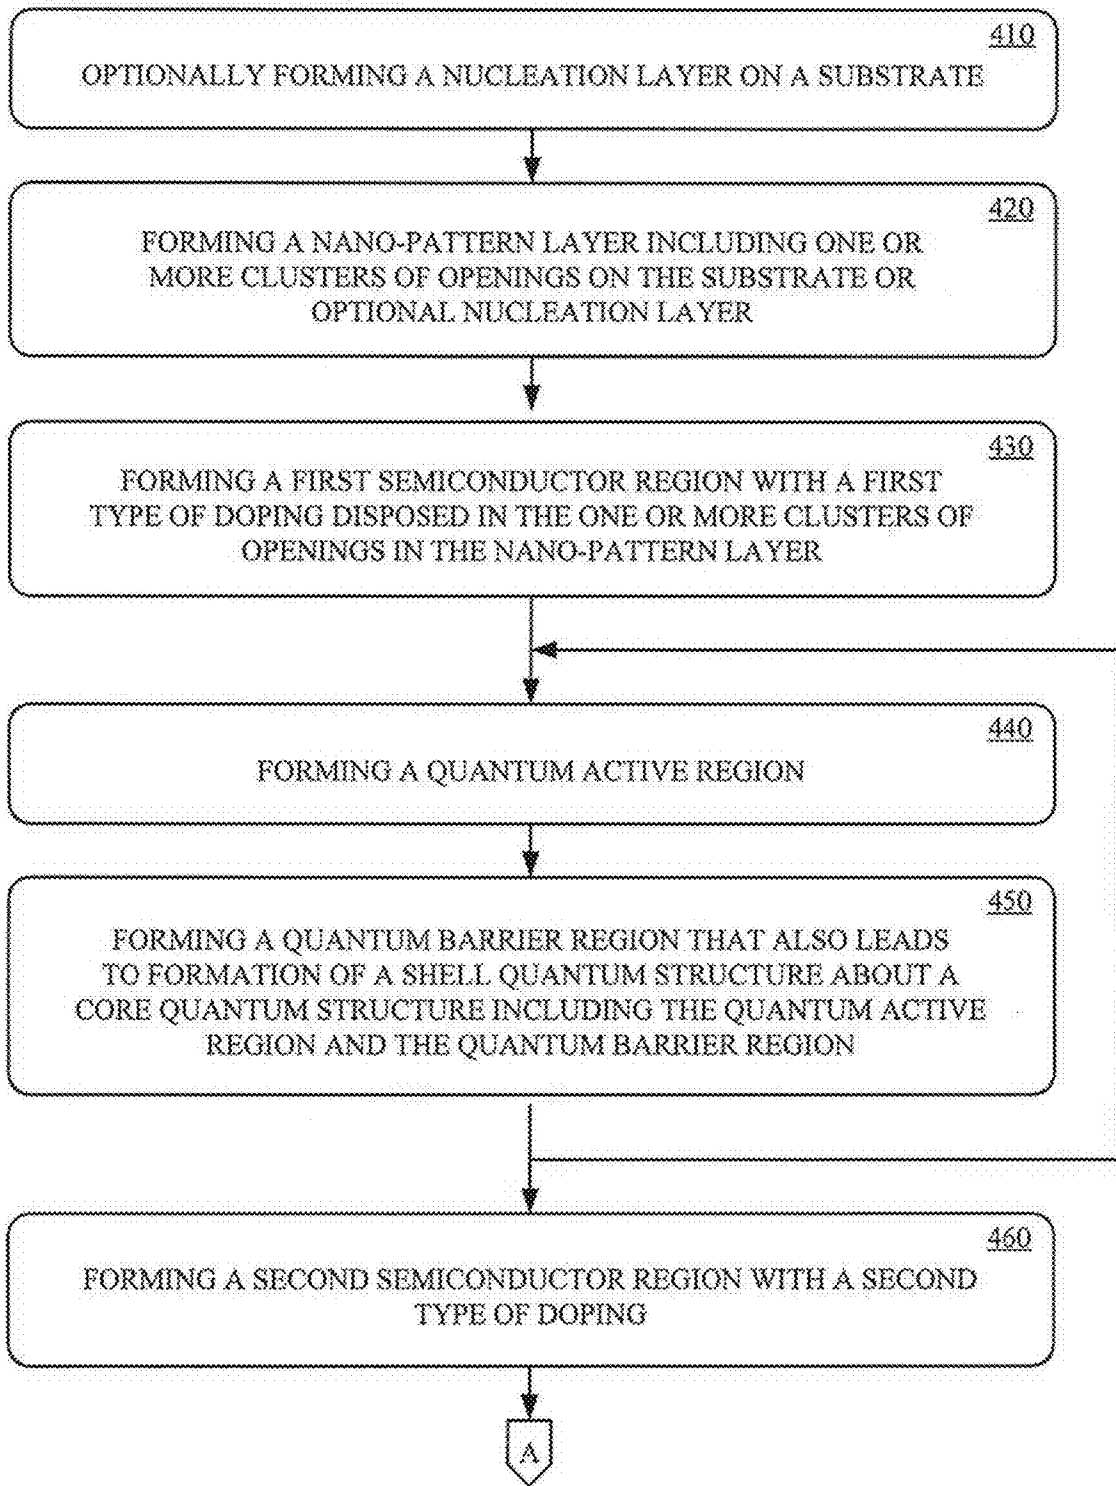 410
OPTIONALLY FORMING A NUCLEATION LAYER ON A SUBSTRATE
420
FORMING A NANO-PATTERN LAYER INCLUDING ONE OR
MORE CLUSTERS OF OPENINGS ON THE SUBSTRATE OR
OPTIONAL NUCLEATION LAYER
430
FORMING A FIRST SEMICONDUCTOR REGION WITH A FIRST
TYPE OF DOPING DISPOSED IN THE ONE OR MORE CLUSTERS OF
OPENINGS IN THE NANO-PATTERN LAYER
440
FORMING A QUANTUM ACTIVE REGION
450
FORMING A QUANTUM BARRIER REGION THAT ALSO LEADS
TO FORMATION OF A SHELL QUANTUM STRUCTURE ABOUT A
CORE QUANTUM STRUCTURE INCLUDING THE QUANTUM ACTIVE
REGION AND THE QUANTUM BARRIER REGION
460
FORMING A SECOND SEMICONDUCTOR REGION WITH A SECOND
TYPE OF DOPING
A